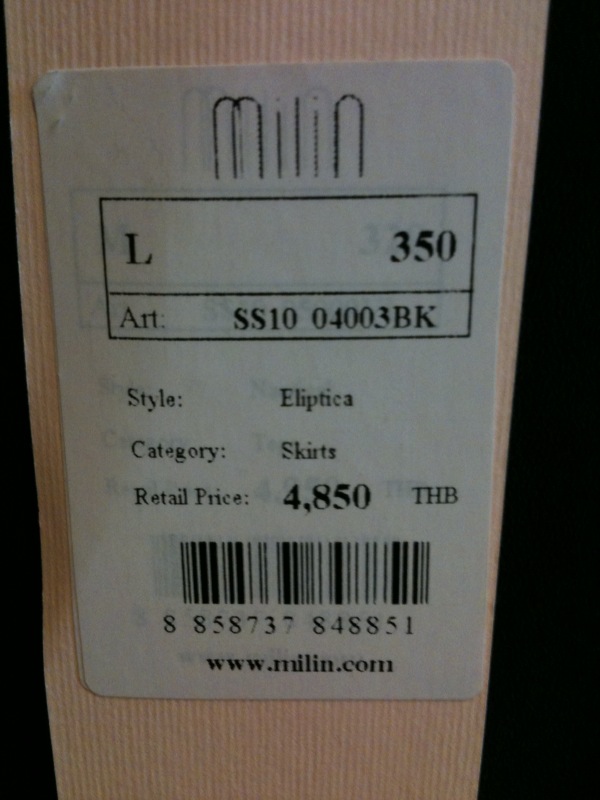 milin
L 350
Art: SS10 04003BK
Style: Eliptica
Category: Skirts
Retail Price: 4,850 THB
8 858737 848851
www.milin.com